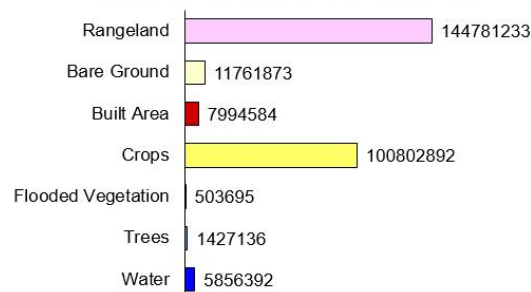 Rangeland 144781233
Bare Ground 11761873
Built Area 7994584
Crops 100802892
Flooded Vegetation 503695
Trees 1427136
Water 5856392